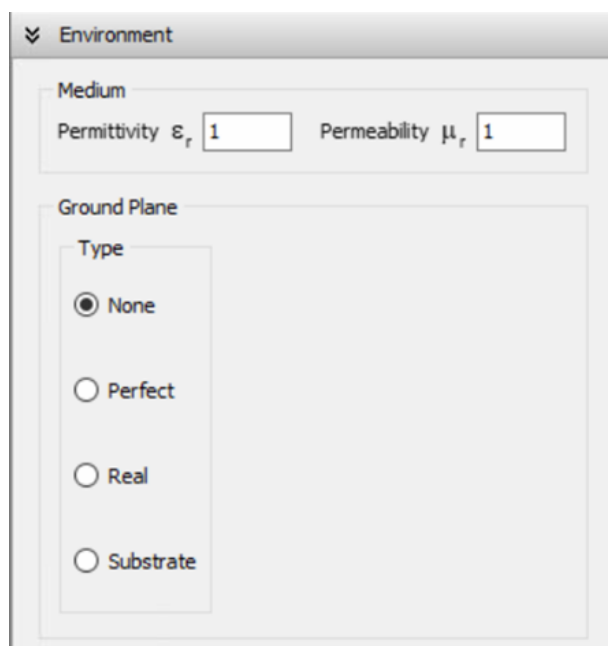 Environment
Medium
Permittivity εr 1 Permeability μr 1
Ground Plane
Type
None
Perfect
Real
Substrate